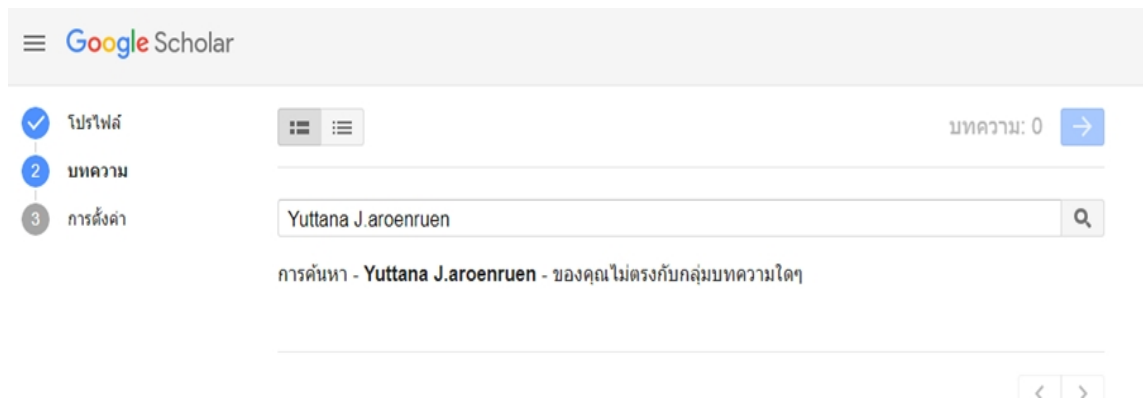 Google Scholar
โปรไฟล์
บทความ: 0
2 บทความ
3 การตั้งค่า
Yuttana J.aroenruen
การค้นหา - Yuttana J.aroenruen - ของคุณไม่ตรงกับกลุ่มบทความใดๆ